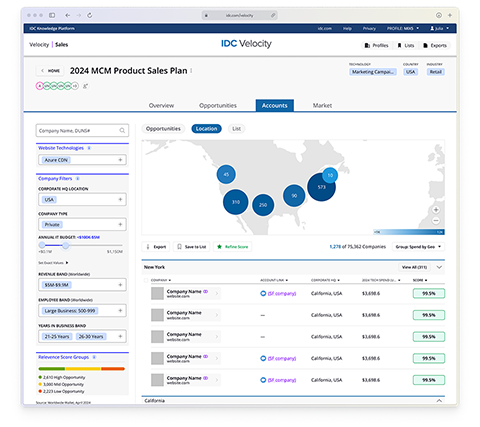 idc.com/velocity
IDC Knowledge Platform
idc.com Help Privacy PROFILE: MBXS julia
Velocity | Sales
IDC Velocity
Profiles Lists Exports
HOME
2024 MCM Product Sales Plan
TECHNOLOGY COUNTRY INDUSTRY
Marketing Campai... USA Retail
Overview Opportunities Accounts Market
Company Name, DUNS#
Website Technologies
Azure CDN
Company Filters
CORPORATE HQ LOCATION
USA
COMPANY TYPE
Private
ANNUAL IT BUDGET: <$100K-$5M
<$0.1M $1,150M
Set Exact Values
REVENUE BAND (Worldwide)
$5M-$9.9M
EMPLOYEE BAND (Worldwide)
Large Business: 500-999
YEARS IN BUSINESS BAND
21-25 Years 26-30 Years
Relevance Score Groups
2,610 High Opportunity
3,000 Mid Opportunity
2,223 Low Opportunity
Source: Worldwide Wallet, April 2024
Opportunities Location List
45
310
250
90
573
10
Export Save to List Refine Score
1,278 of 75,362 Companies Group: Spend by Geo
New York View All (311)
COMPANY ACCOUNT LINK CORPORATE HQ 2024 TECH SPEND SCORE
Company Name
website.com
(SF company) California, USA $3,698.6 99.5%
Company Name
website.com
— California, USA $3,698.6 99.5%
Company Name
website.com
— California, USA $3,698.6 99.5%
Company Name
website.com
(SF company) California, USA $3,698.6 99.5%
Company Name
website.com
(SF company) California, USA $3,698.6 99.5%
California